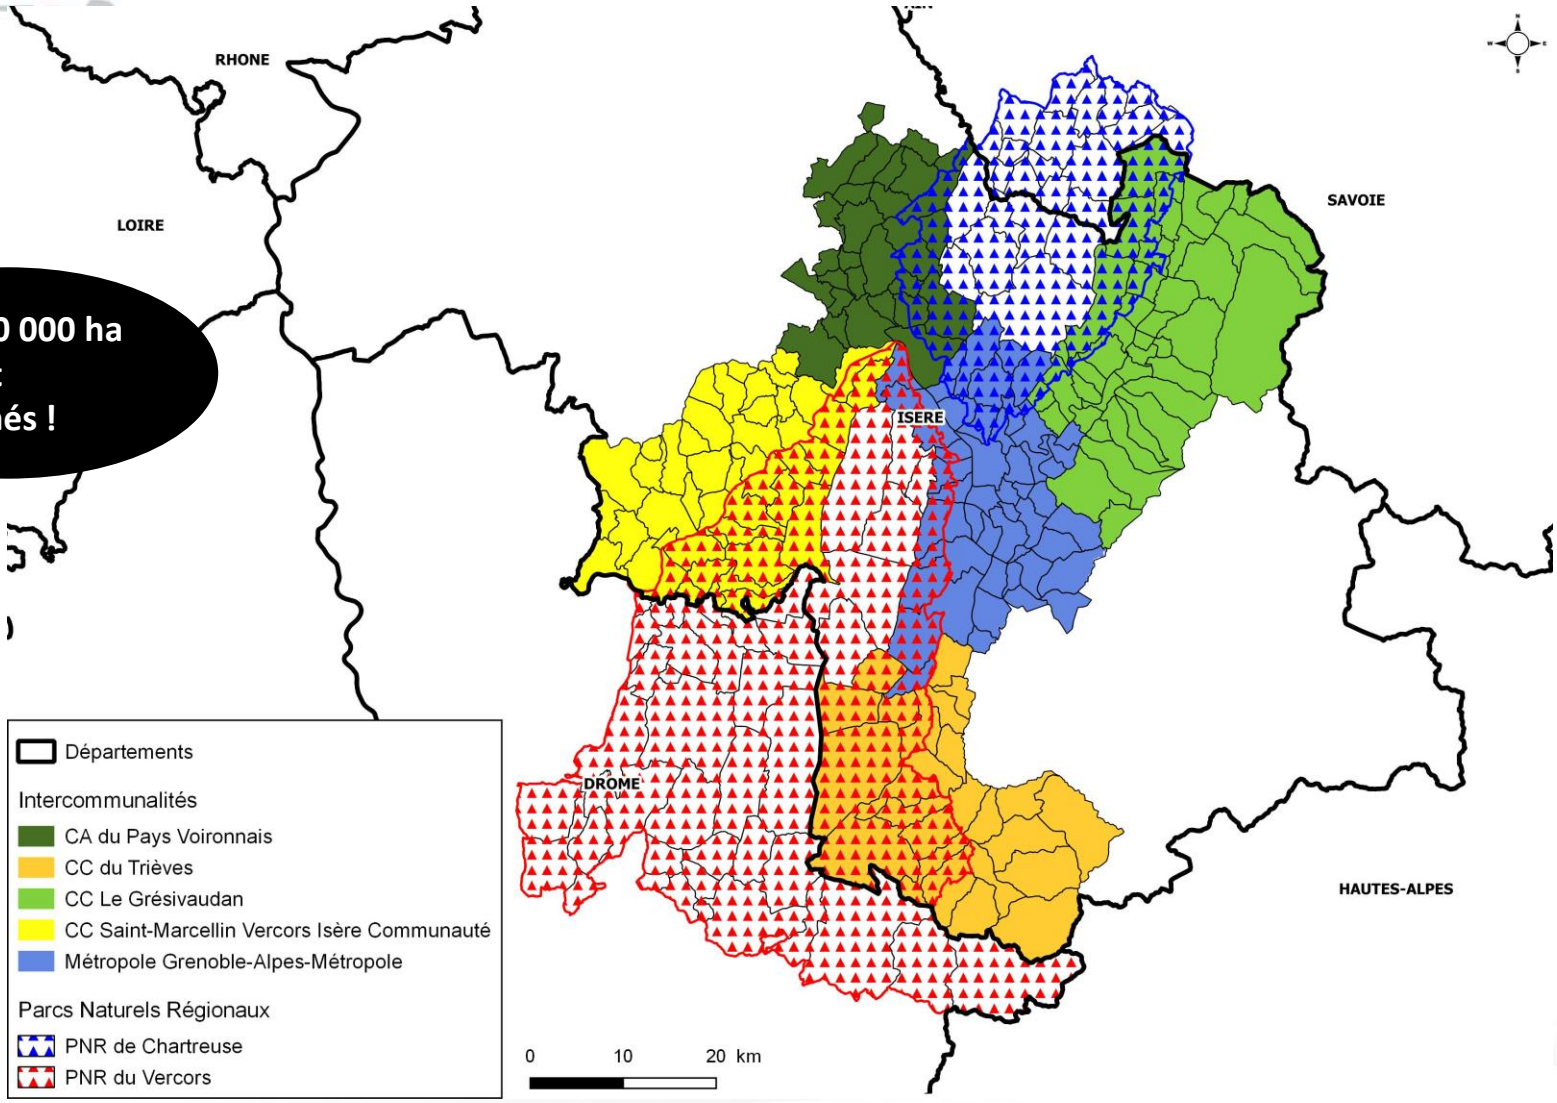 RHONE
N
W
E
S
SAVOIE
LOIRE
0 000 ha
nés !
ISERE
DROME
HAUTES-ALPES
Départements
Intercommunalités
CA du Pays Voironnais
CC du Trièves
CC Le Grésivaudan
CC Saint-Marcellin Vercors Isère Communauté
Métropole Grenoble-Alpes-Métropole
Parcs Naturels Régionaux
PNR de Chartreuse
PNR du Vercors
0 10 20 km